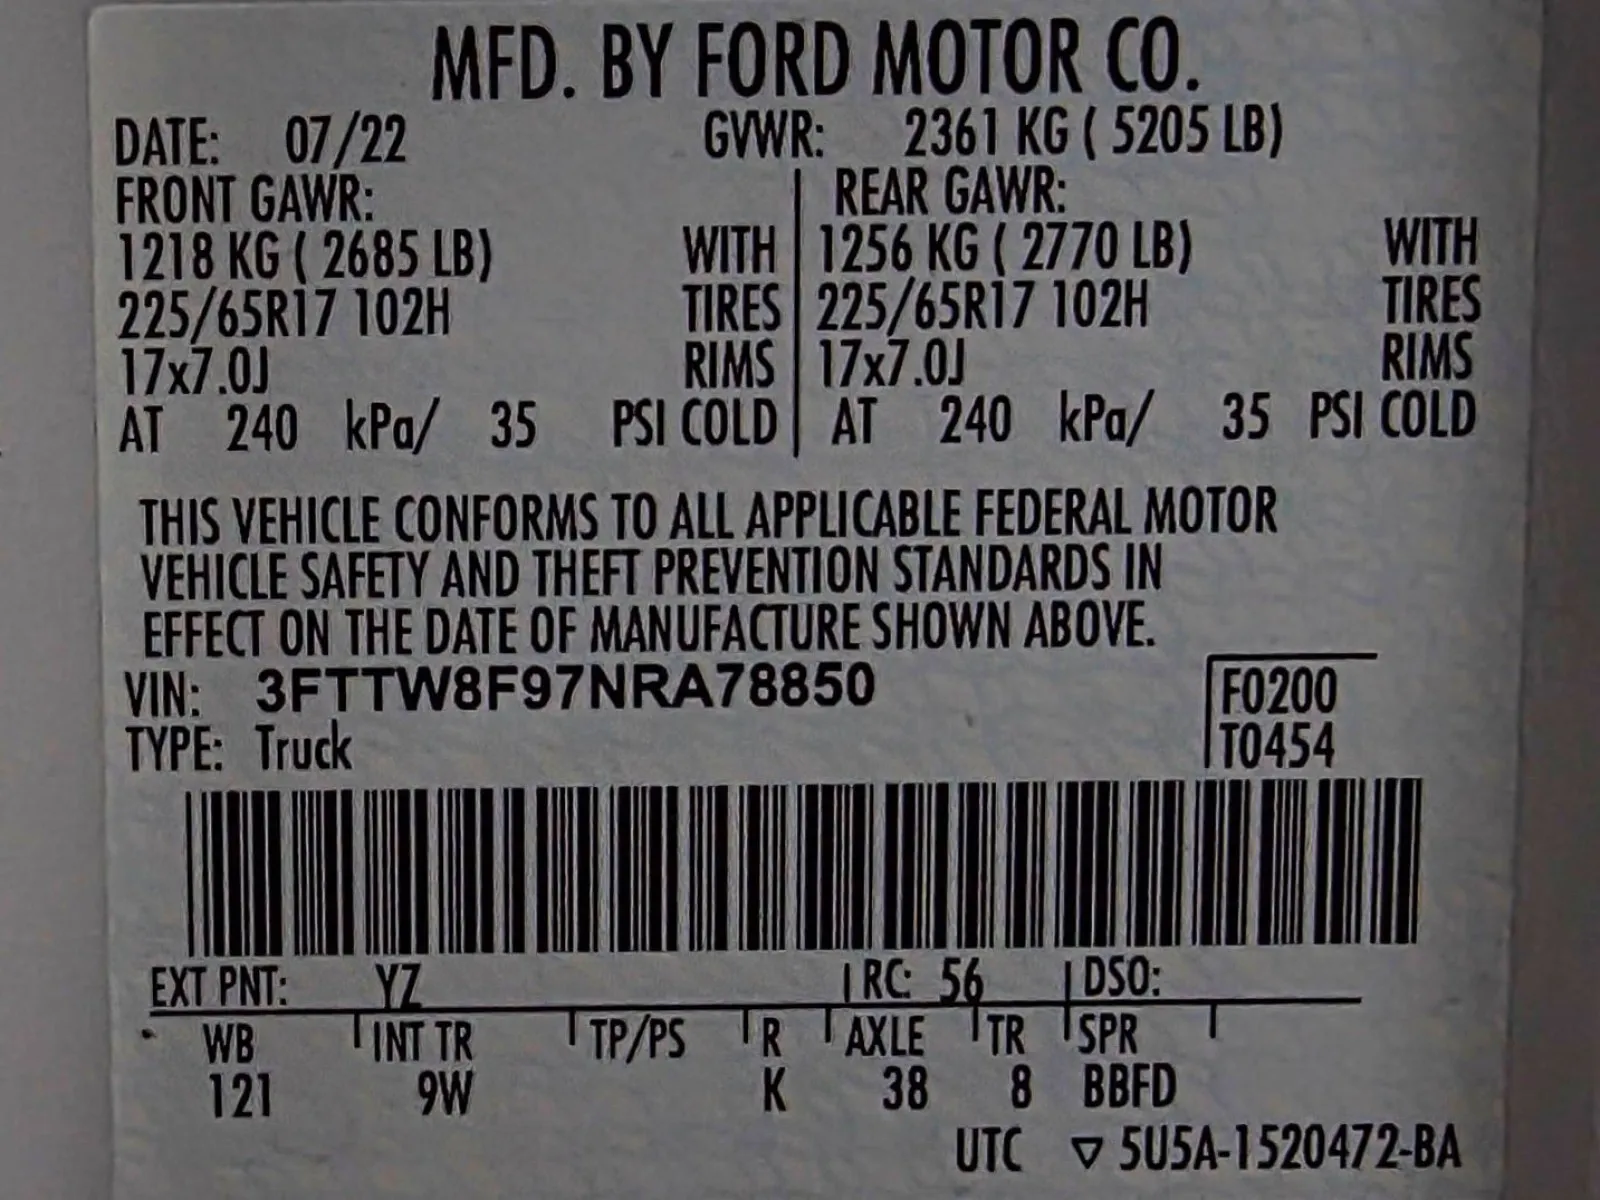 MFD. BY FORD MOTOR CO.
DATE: 07/22 GVWR: 2361 KG ( 5205 LB)
FRONT GAWR: REAR GAWR:
1218 KG ( 2685 LB) WITH 1256 KG ( 2770 LB) WITH
225/65R17 102H TIRES 225/65R17 102H TIRES
17x7.0J RIMS 17x7.0J RIMS
AT 240 kPa/ 35 PSI COLD AT 240 kPa/ 35 PSI COLD
THIS VEHICLE CONFORMS TO ALL APPLICABLE FEDERAL MOTOR
VEHICLE SAFETY AND THEFT PREVENTION STANDARDS IN
EFFECT ON THE DATE OF MANUFACTURE SHOWN ABOVE.
VIN: 3FTTW8F97NRA78850 F0200
TYPE: Truck T0454
EXT PNT: YZ RC: 56 DSO:
WB INT TR TP/PS R AXLE TR SPR
121 9W K 38 8 BBFD
UTC ▽ 5U5A-1520472-BA